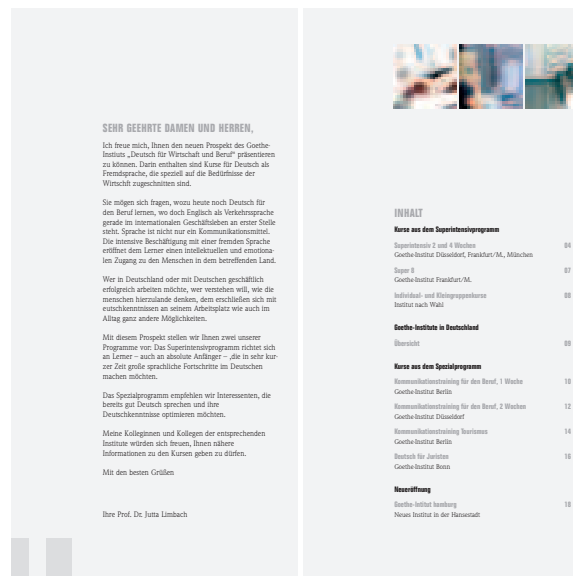 SEHR GEEHRTE DAMEN UND HERREN,
Ich freue mich, Ihnen den neuen Prospekt des Goethe-
Instiuts „Deutsch für Wirtschaft und Beruf“ präsentieren
zu können. Darin enthalten sind Kurse für Deutsch als
Fremdsprache, die speziell auf die Bedürfnisse der
Wirtschft zugeschnitten sind.
Sie mögen sich fragen, wozu heute noch Deutsch für
den Beruf lernen, wo doch Englisch als Verkehrssprache
gerade im internationalen Geschäftsleben an erster Stelle
steht. Sprache ist nicht nur ein Kommunikationsmittel.
Die intensive Beschäftigung mit einer fremden Sprache
eröffnet dem Lerner einen intellektuellen und emotiona-
len Zugang zu den Menschen in dem betreffenden Land.
Wer in Deutschland oder mit Deutschen geschäftlich
erfolgreich arbeiten möchte, wer verstehen will, wie die
menschen hierzulande denken, dem erschließen sich mit
eutschkenntnissen an seinem Arbeitsplatz wie auch im
Alltag ganz andere Möglichkeiten.
Mit diesem Prospekt stellen wir Ihnen zwei unserer
Programme vor: Das Superintensivprogramm richtet sich
an Lerner – auch an absolute Anfänger – ,die in sehr kur-
zer Zeit große sprachliche Fortschritte im Deutschen
machen möchten.
Das Spezialprogramm empfehlen wir Interessenten, die
bereits gut Deutsch sprechen und ihre
Deutschkenntnisse optimieren möchten.
Meine Kolleginnen und Kollegen der entsprechenden
Institute würden sich freuen, Ihnen nähere
Informationen zu den Kursen geben zu dürfen.
Mit den besten Grüßen
Ihre Prof. Dr. Jutta Limbach
INHALT
Kurse aus dem Superintensivprogramm
Superintensiv 2 und 4 Wochen 04
Goethe-Institut Düsseldorf, Frankfurt/M., München
Super 8 07
Goethe-Institut Frankfurt/M.
Individual- und Kleingruppenkurse 08
Institut nach Wahl
Goethe-Institute in Deutschland
Übersicht 09
Kurse aus dem Spezialprogramm
Kommunikationstraining für den Beruf, 1 Woche 10
Goethe-Institut Berlin
Kommunikationstraining für den Beruf, 2 Wochen 12
Goethe-Institut Düsseldorf
Kommunikationstraining Tourismus 14
Goethe-Institut Berlin
Deutsch für Juristen 16
Goethe-Institut Bonn
Neueröffnung
Goethe-Intitut hamburg 18
Neues Institut in der Hansestadt